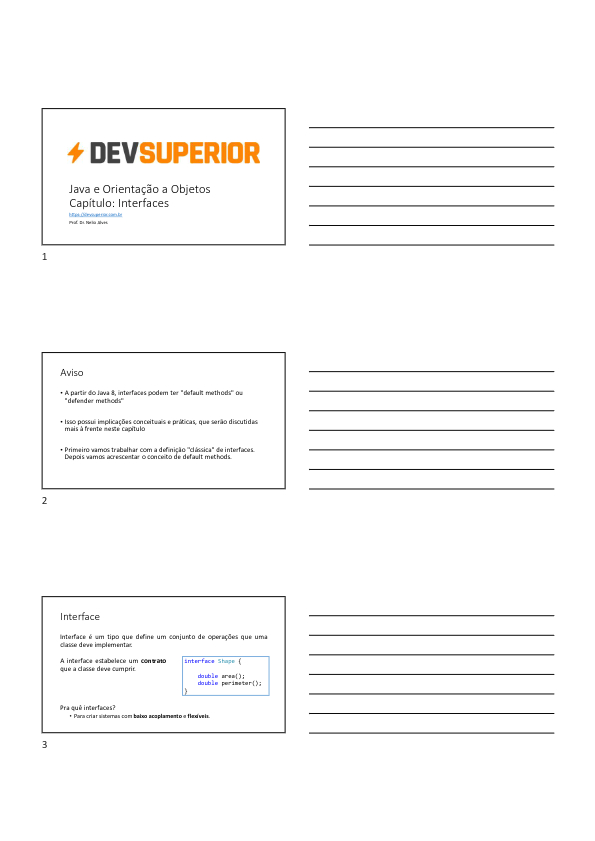 DEVSUPERIOR
Java e Orientação a Objetos
Capítulo: Interfaces
https://devsuperior.com.br
Prof. Dr. Nelio Alves
1
Aviso
• A partir do Java 8, interfaces podem ter "default methods" ou
"defender methods"
• Isso possui implicações conceituais e práticas, que serão discutidas
mais à frente neste capítulo
• Primeiro vamos trabalhar com a definição "clássica" de interfaces.
Depois vamos acrescentar o conceito de default methods.
2
Interface
Interface é um tipo que define um conjunto de operações que uma
classe deve implementar.
A interface estabelece um contrato
que a classe deve cumprir.
interface Shape {
double area();
double perimeter();
}
Pra quê interfaces?
• Para criar sistemas com baixo acoplamento e flexíveis.
3